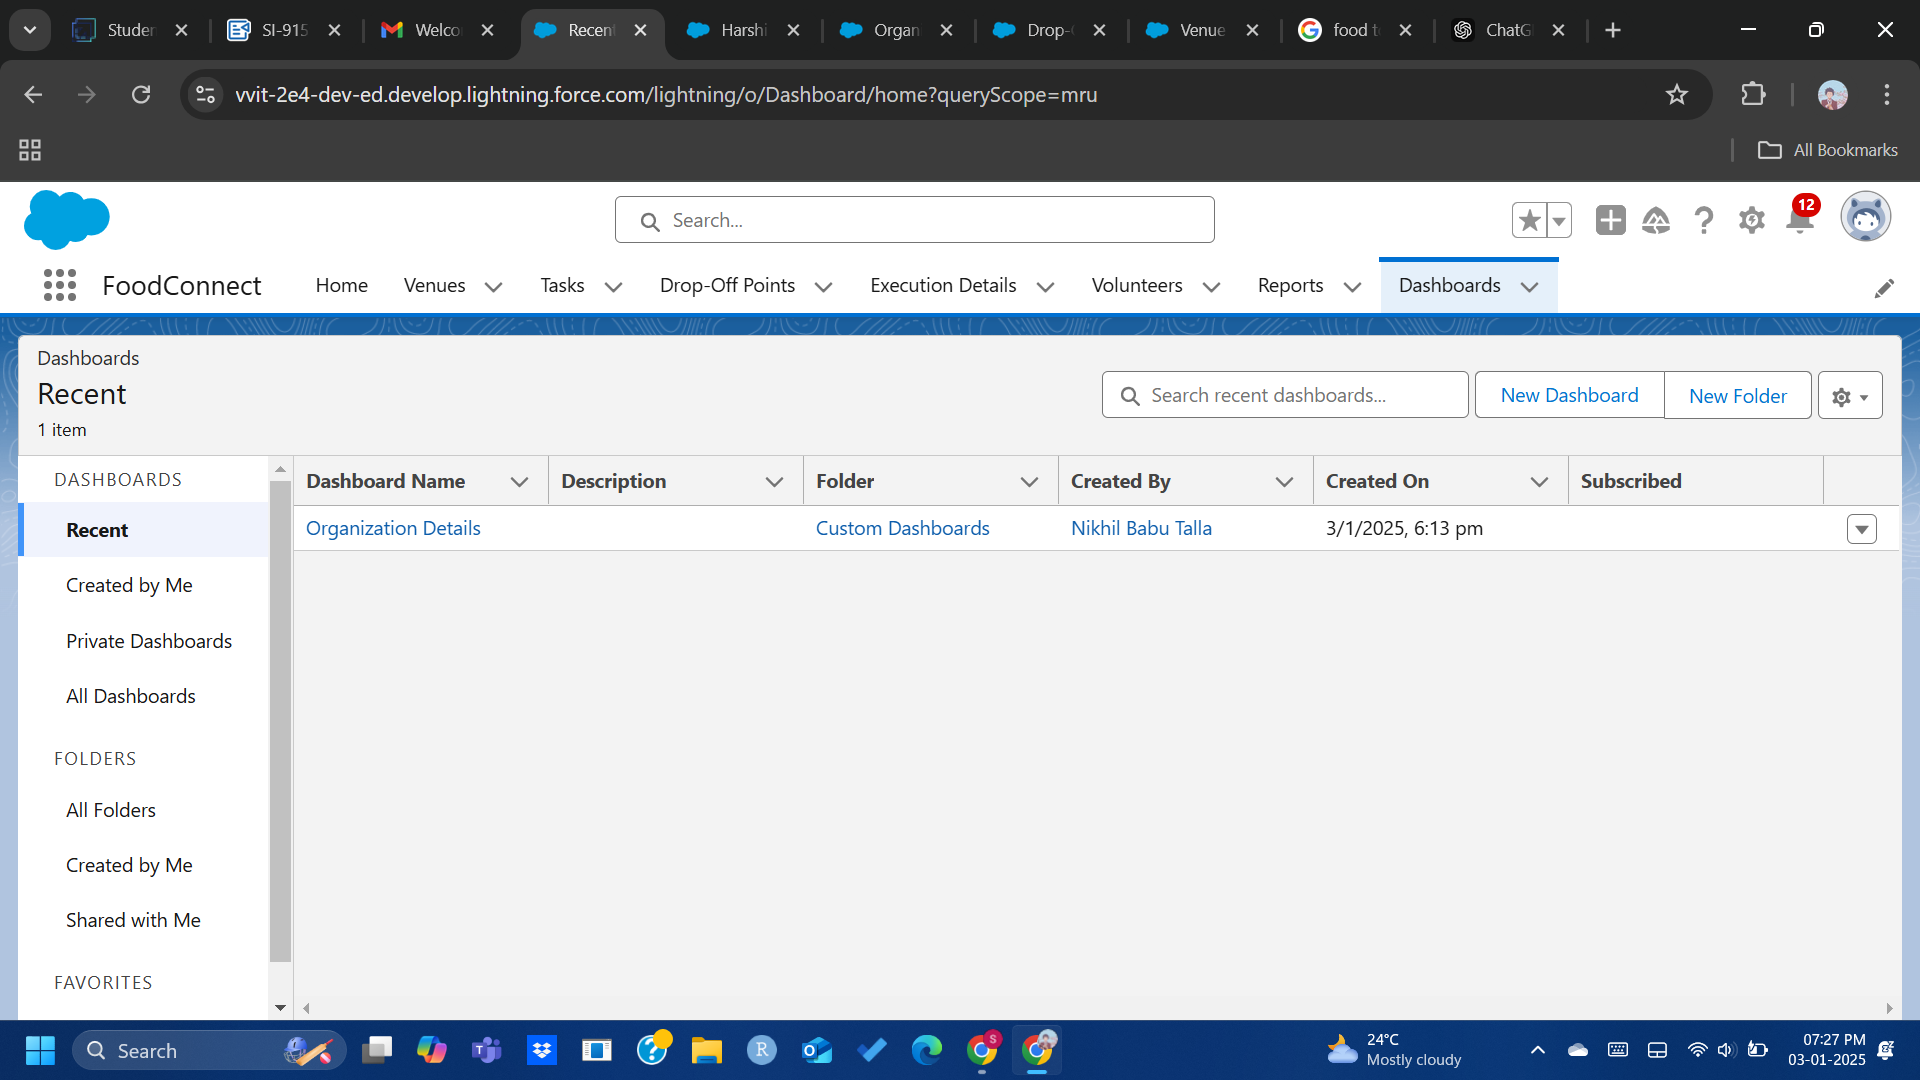 Studen
SI-915
Welco
Recent
Harshi
Organ
Drop-
Venue
food t
ChatG
vvit-2e4-dev-ed.develop.lightning.force.com/lightning/o/Dashboard/home?queryScope=mru
All Bookmarks
Search...
12
FoodConnect
Home
Venues
Tasks
Drop-Off Points
Execution Details
Volunteers
Reports
Dashboards
Dashboards
Recent
1 item
Search recent dashboards...
New Dashboard
New Folder
DASHBOARDS
Recent
Created by Me
Private Dashboards
All Dashboards
FOLDERS
All Folders
Created by Me
Shared with Me
FAVORITES
Dashboard Name
Description
Folder
Created By
Created On
Subscribed
Organization Details
Custom Dashboards
Nikhil Babu Talla
3/1/2025, 6:13 pm
Search
24°C
Mostly cloudy
07:27 PM
03-01-2025